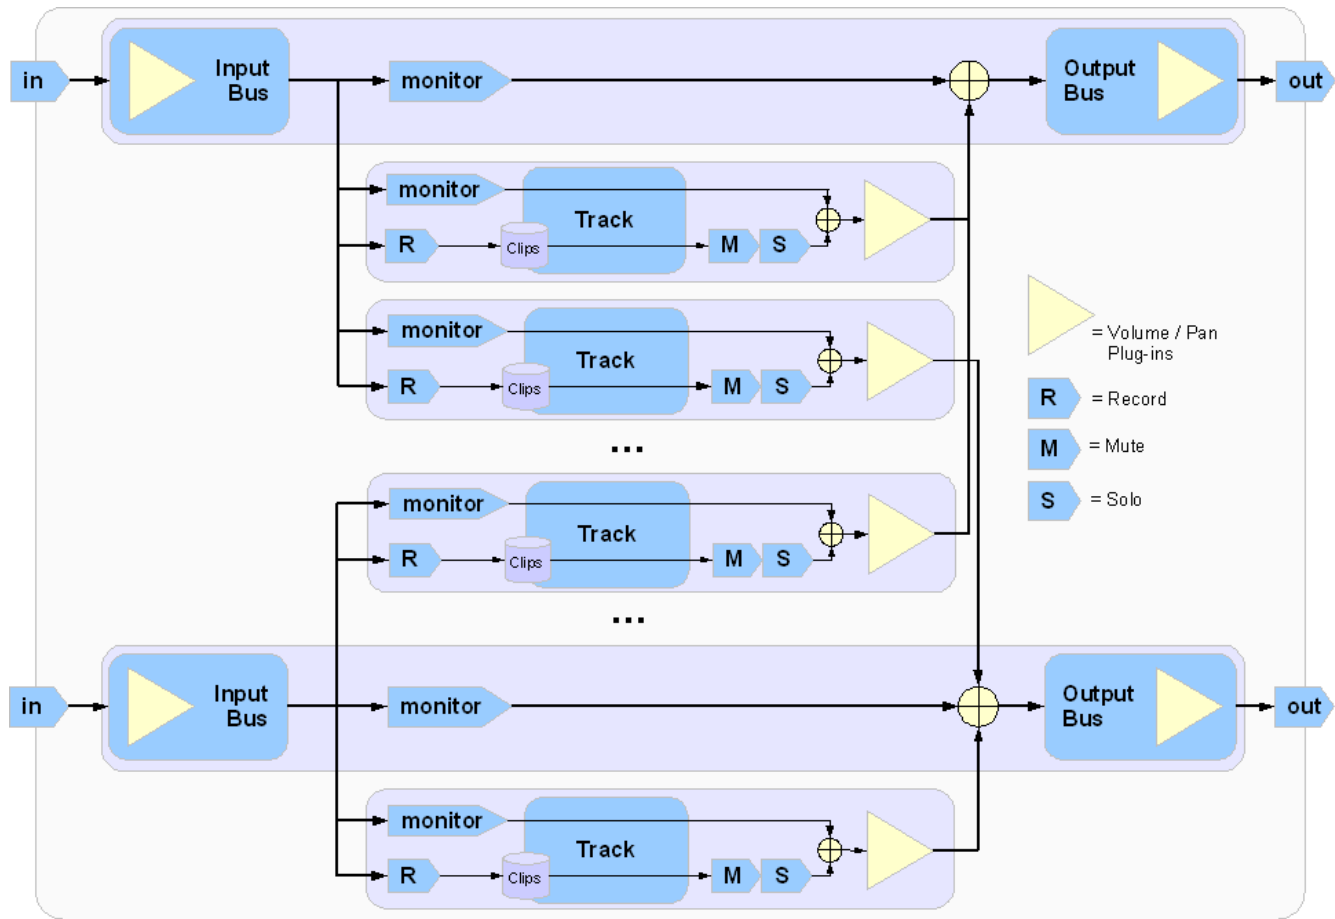 in
Input
Bus
monitor
Output
Bus
out
monitor
Track
R
Clips
M
S
monitor
Track
R
Clips
M
S
= Volume / Pan
Plug-ins
R
= Record
M
= Mute
S
= Solo
...
monitor
Track
R
Clips
M
S
...
in
Input
Bus
monitor
Output
Bus
out
monitor
Track
R
Clips
M
S